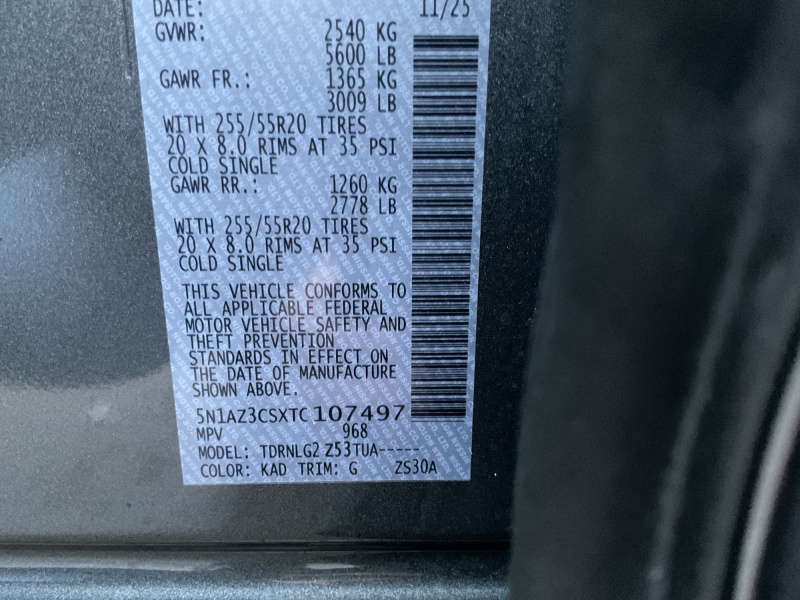 DATE: 11/25
GVWR: 2540 KG
5600 LB
GAWR FR.: 1365 KG
3009 LB
WITH 255/55R20 TIRES
20 X 8.0 RIMS AT 35 PSI
COLD SINGLE
GAWR RR.: 1260 KG
2778 LB
WITH 255/55R20 TIRES
20 X 8.0 RIMS AT 35 PSI
COLD SINGLE
THIS VEHICLE CONFORMS TO
ALL APPLICABLE FEDERAL
MOTOR VEHICLE SAFETY AND
THEFT PREVENTION
STANDARDS IN EFFECT ON
THE DATE OF MANUFACTURE
SHOWN ABOVE.
5N1AZ3CSXTC107497
MPV 968
MODEL: TDRNLG2 Z53TUA-----
COLOR: KAD TRIM: G ZS30A